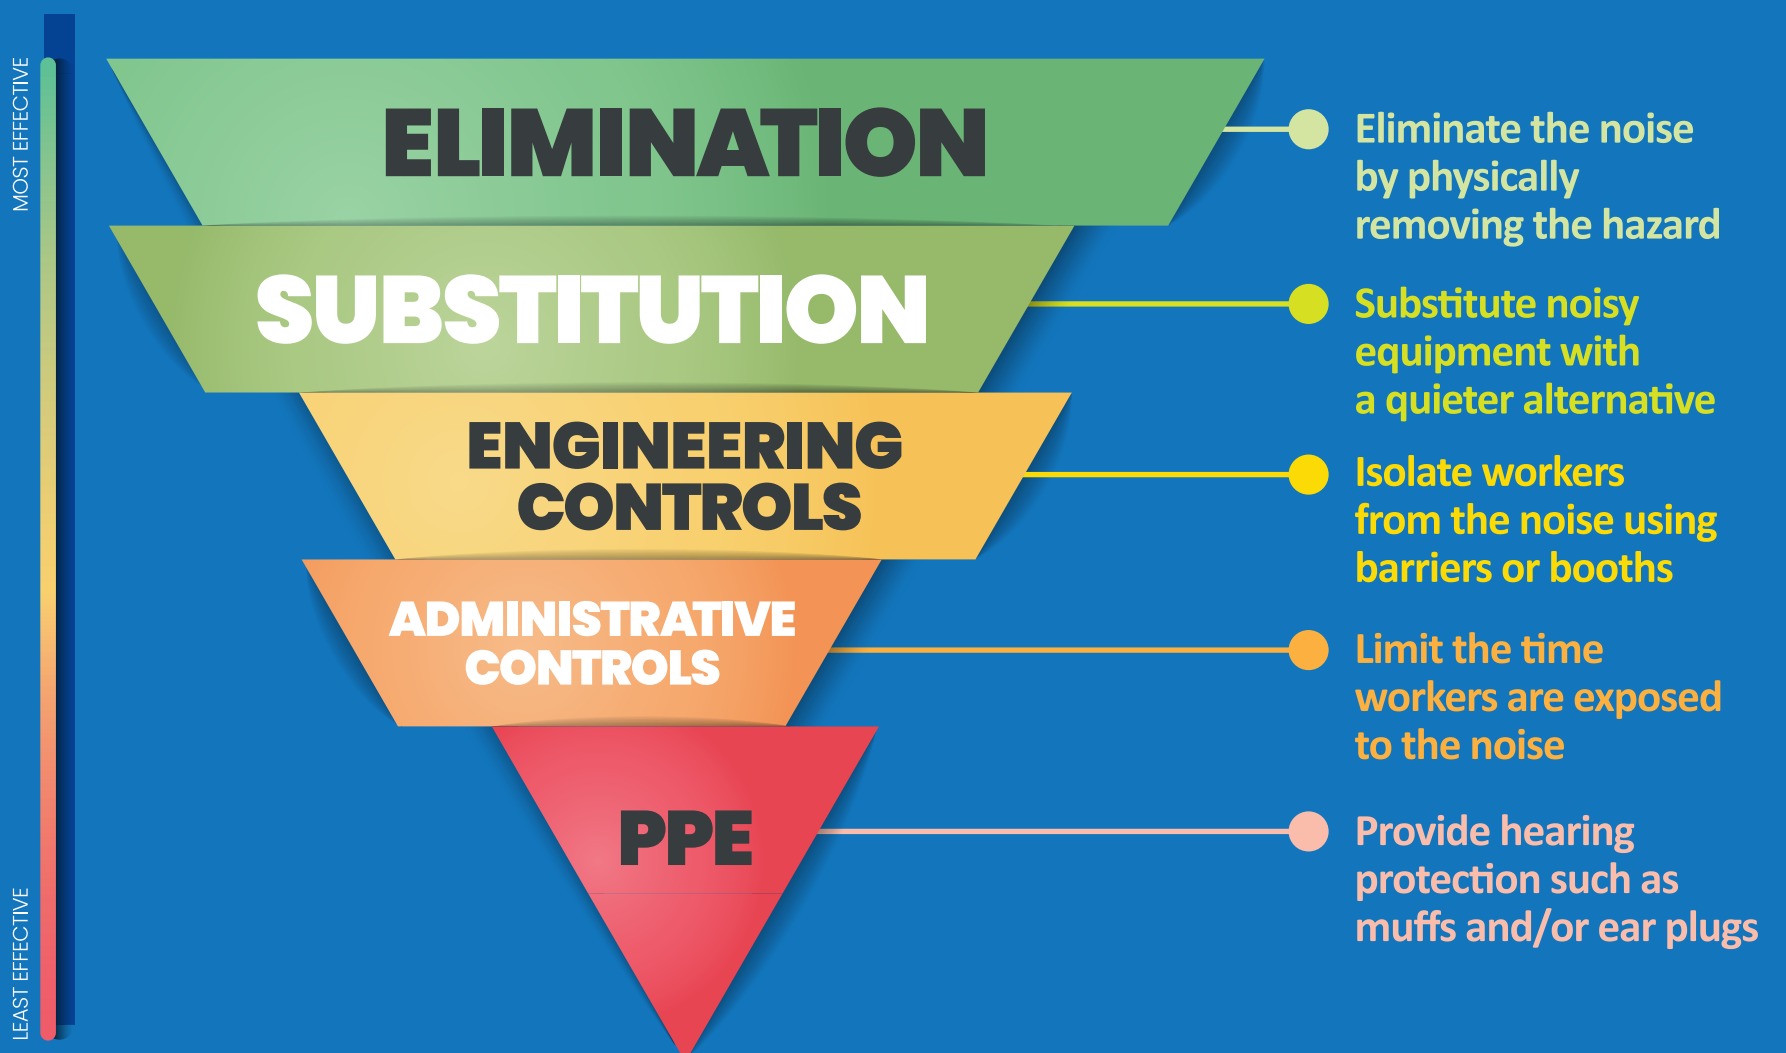 MOST EFFECTIVE
ELIMINATION
Eliminate the noise
by physically
removing the hazard
SUBSTITUTION
Substitute noisy
equipment with
a quieter alternative
ENGINEERING
CONTROLS
Isolate workers
from the noise using
barriers or booths
ADMINISTRATIVE
CONTROLS
Limit the time
workers are exposed
to the noise
PPE
Provide hearing
protection such as
muffs and/or ear plugs
LEAST EFFECTIVE